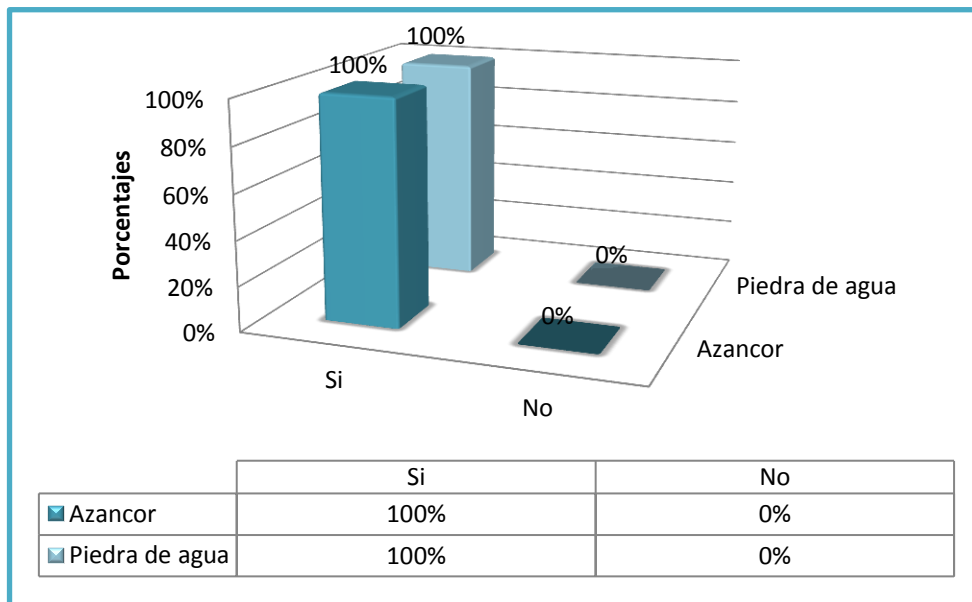 100%
100%
100%
80%
60%
40%
20%
0%
Porcentajes
0%
0%
Piedra de agua
Azancor
Si
No
Si No
Azancor 100% 0%
Piedra de agua 100% 0%